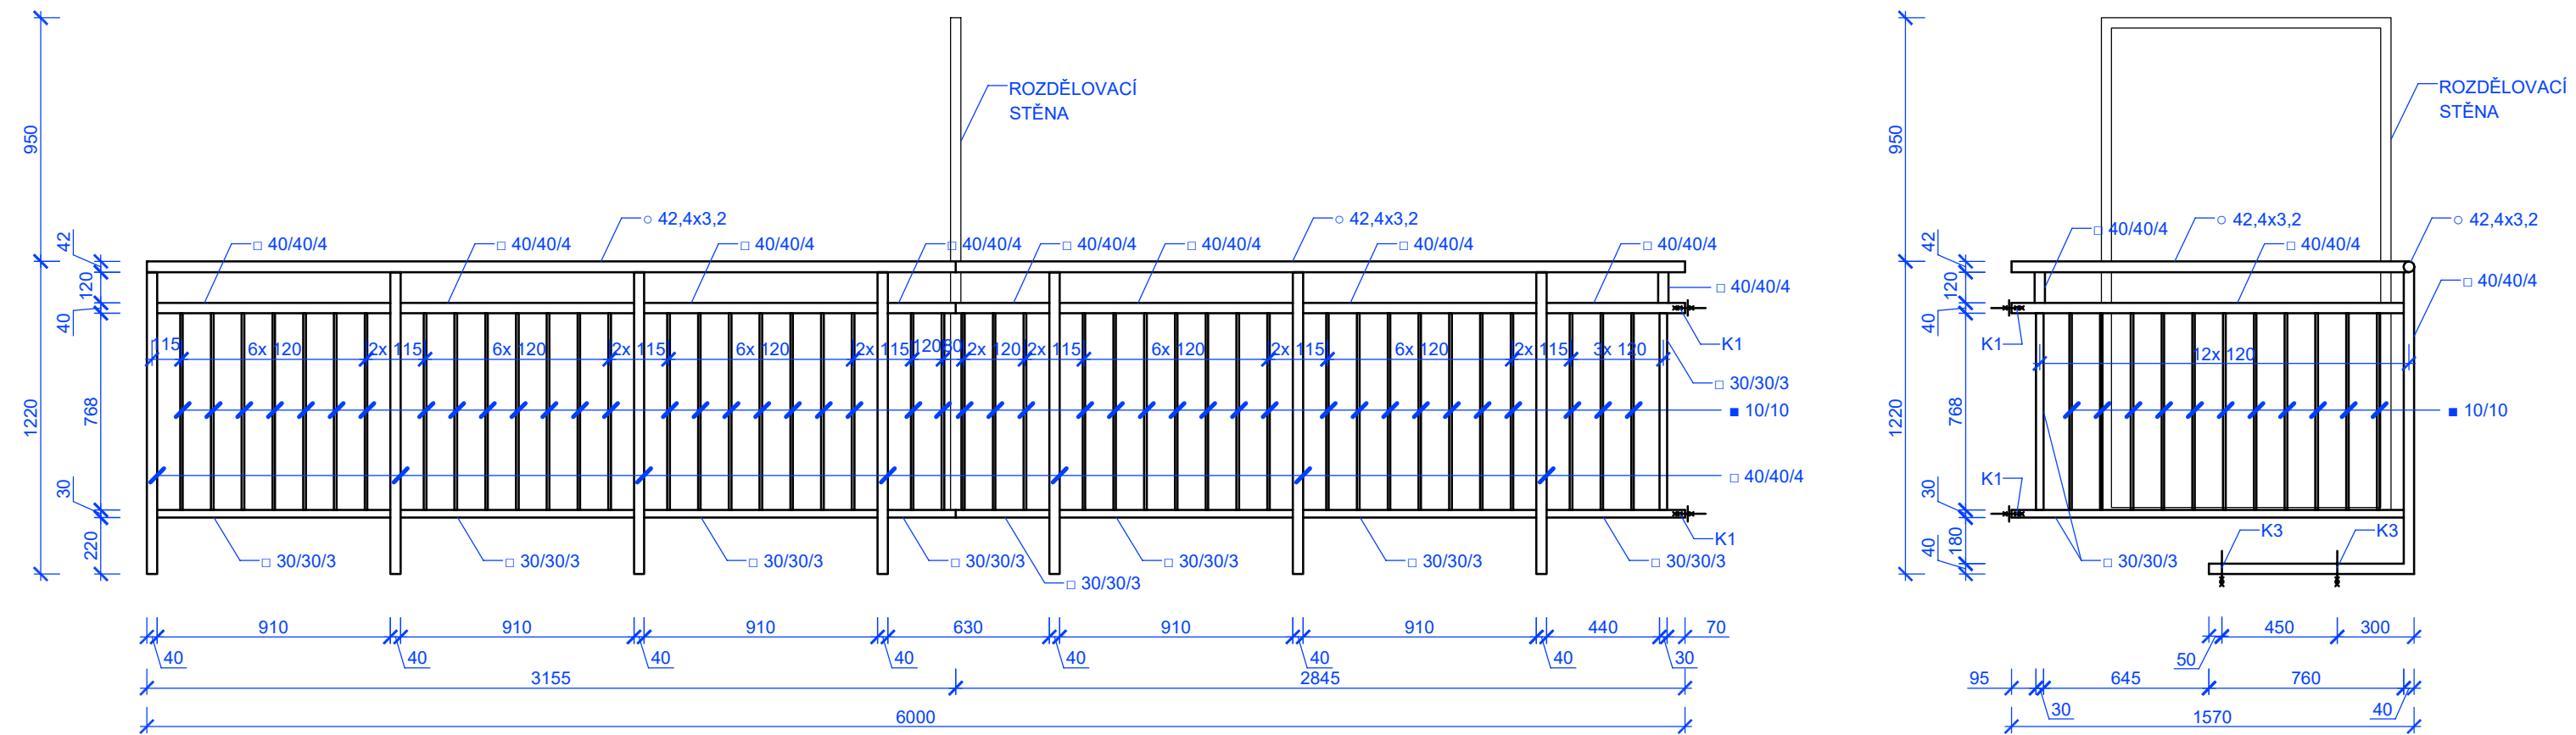 ROZDĚLOVACÍ
STĚNA
950
○ 42,4x3,2
○ 42,4x3,2
42
□ 40/40/4
□ 40/40/4
□ 40/40/4
□ 40/40/4
□ 40/40/4
□ 40/40/4
□ 40/40/4
□ 40/40/4
120
□ 40/40/4
40
115
6x 120
2x 115
6x 120
2x 115
6x 120
2x 115
120
80
2x 120
2x 115
6x 120
2x 115
6x 120
2x 115
3x 120
K1
□ 30/30/3
1220
768
■ 10/10
□ 40/40/4
30
K1
220
□ 30/30/3
□ 30/30/3
□ 30/30/3
□ 30/30/3
□ 30/30/3
□ 30/30/3
□ 30/30/3
□ 30/30/3
910
910
910
630
910
910
440
70
40
40
40
40
40
40
40
30
3155
2845
6000
ROZDĚLOVACÍ
STĚNA
950
42
□ 40/40/4
○ 42,4x3,2
○ 42,4x3,2
□ 40/40/4
120
□ 40/40/4
40
K1
12x 120
1220
768
■ 10/10
K1
30
180
40
K3
K3
□ 30/30/3
450
300
50
95
645
760
30
40
1570